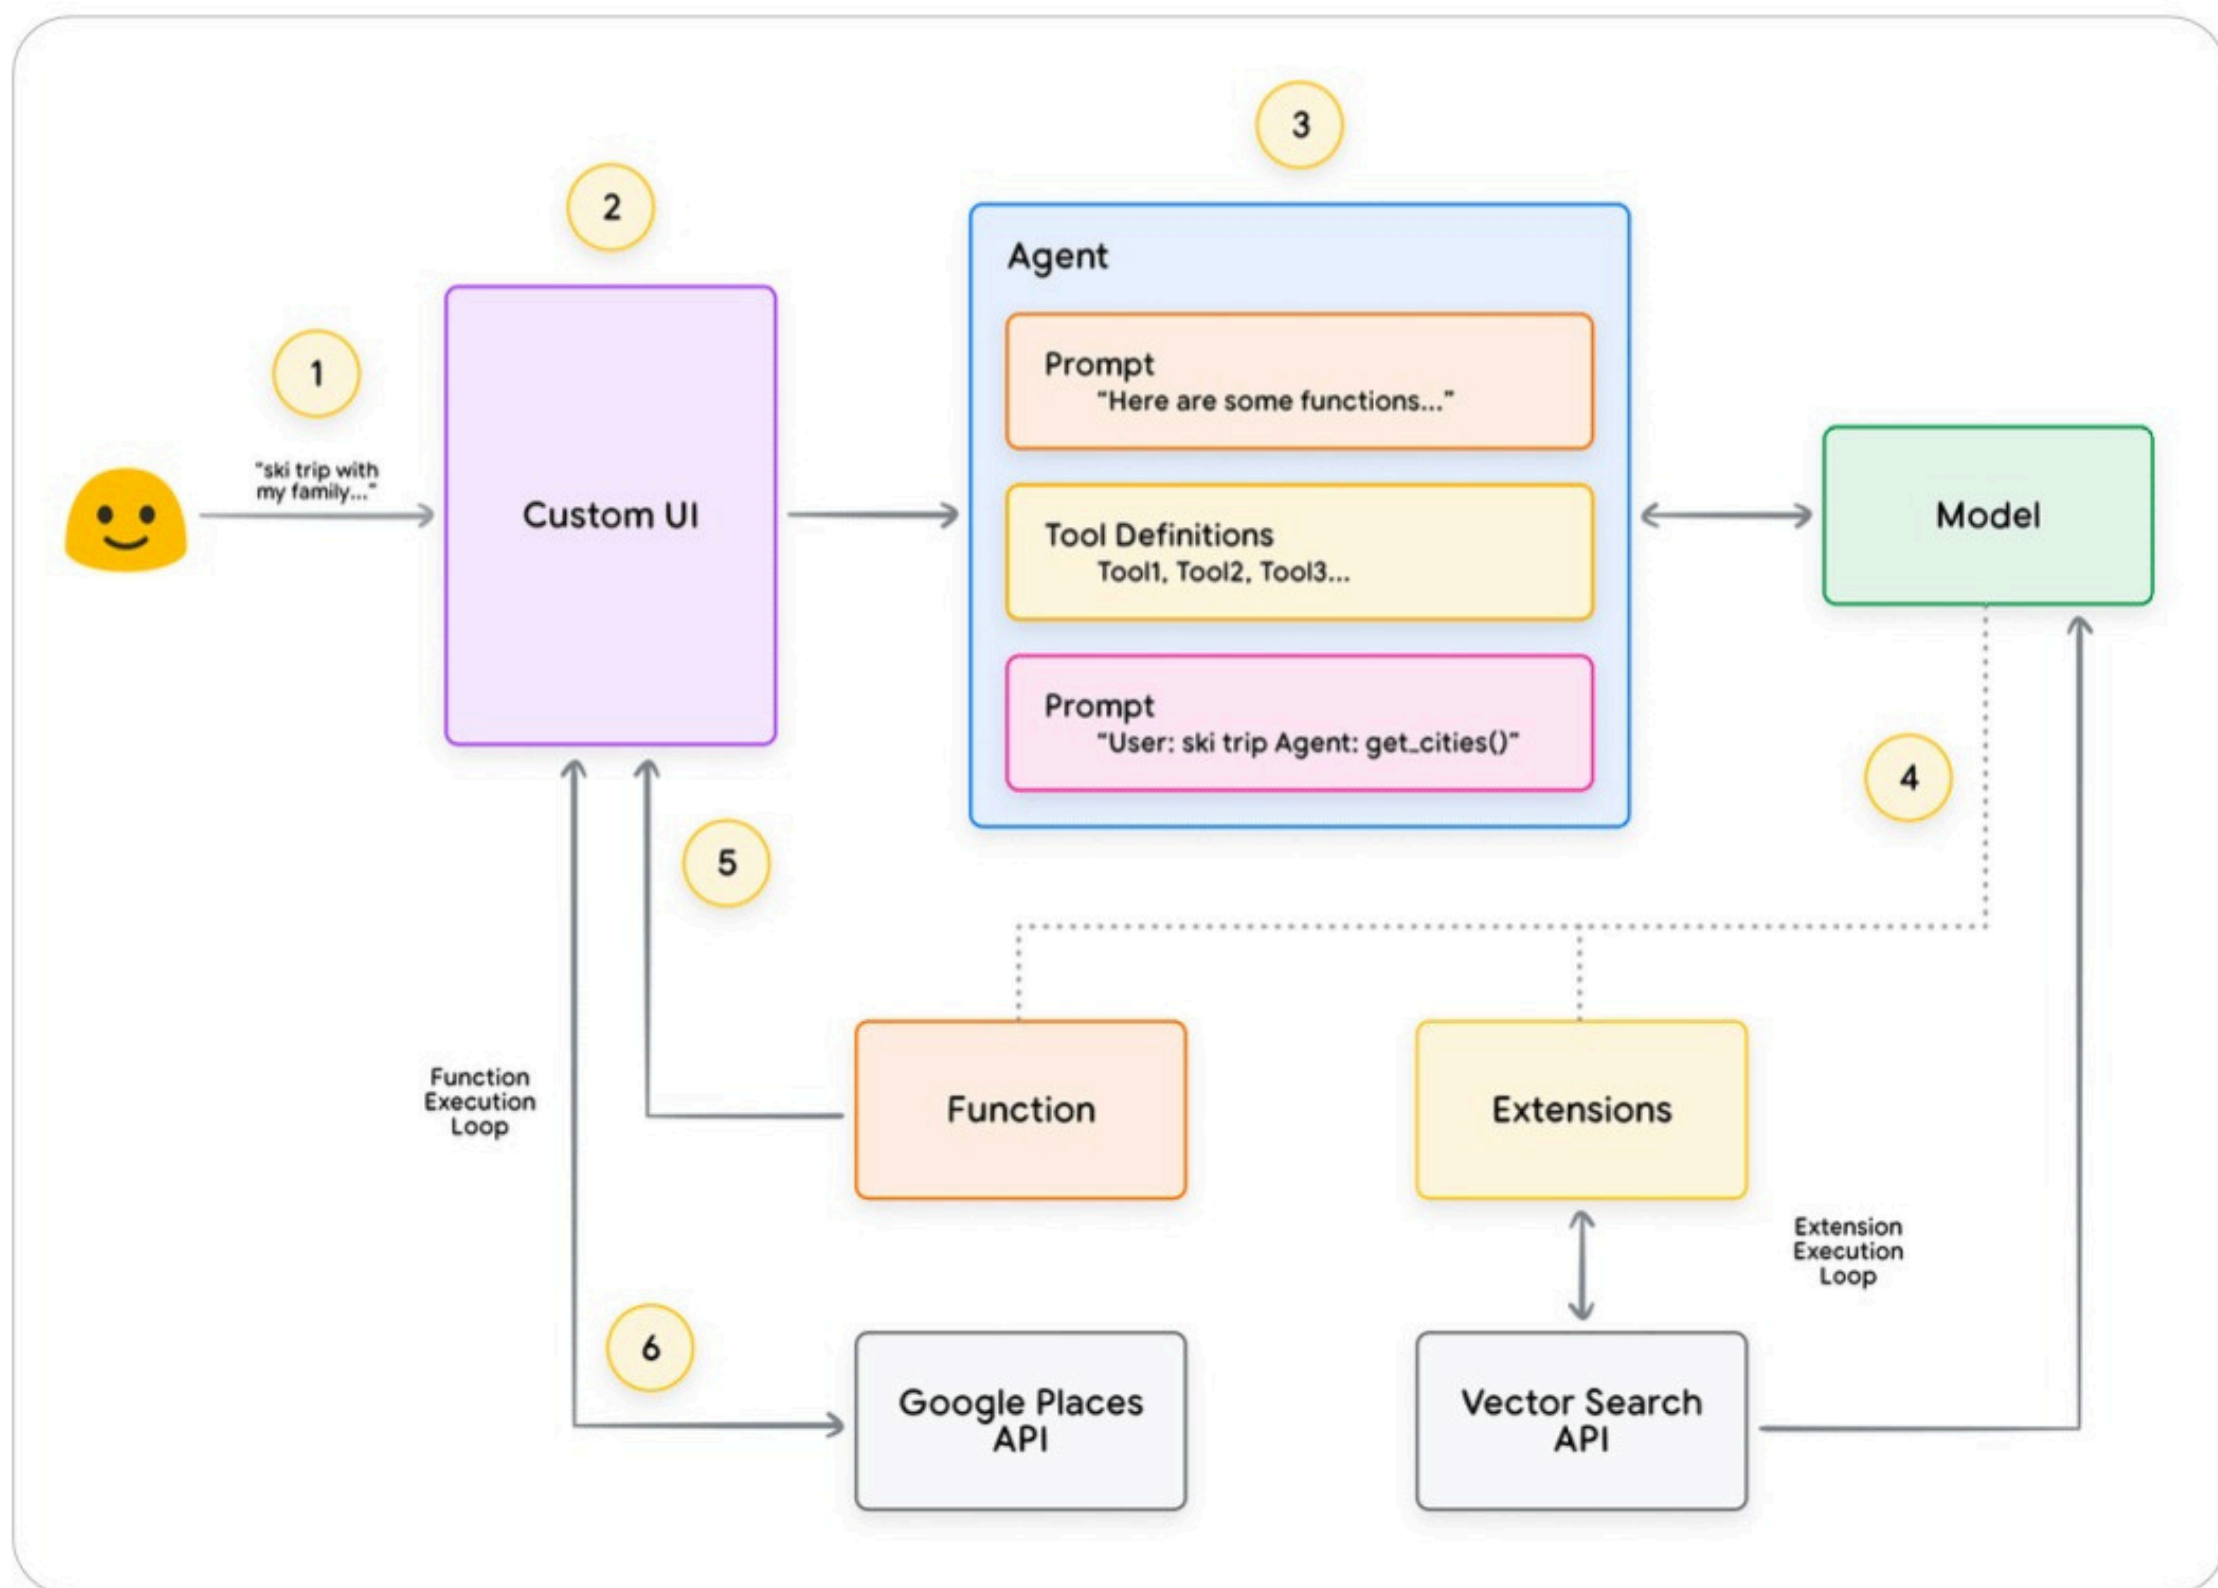 3
2
Agent
1
Prompt
“Here are some functions...”
“ski trip with
my family...”
Custom UI
Model
Tool Definitions
Tool1, Tool2, Tool3...
Prompt
“User: ski trip Agent: get_cities()”
4
5
Function
Execution
Loop
Function
Extensions
Extension
Execution
Loop
6
Google Places
API
Vector Search
API